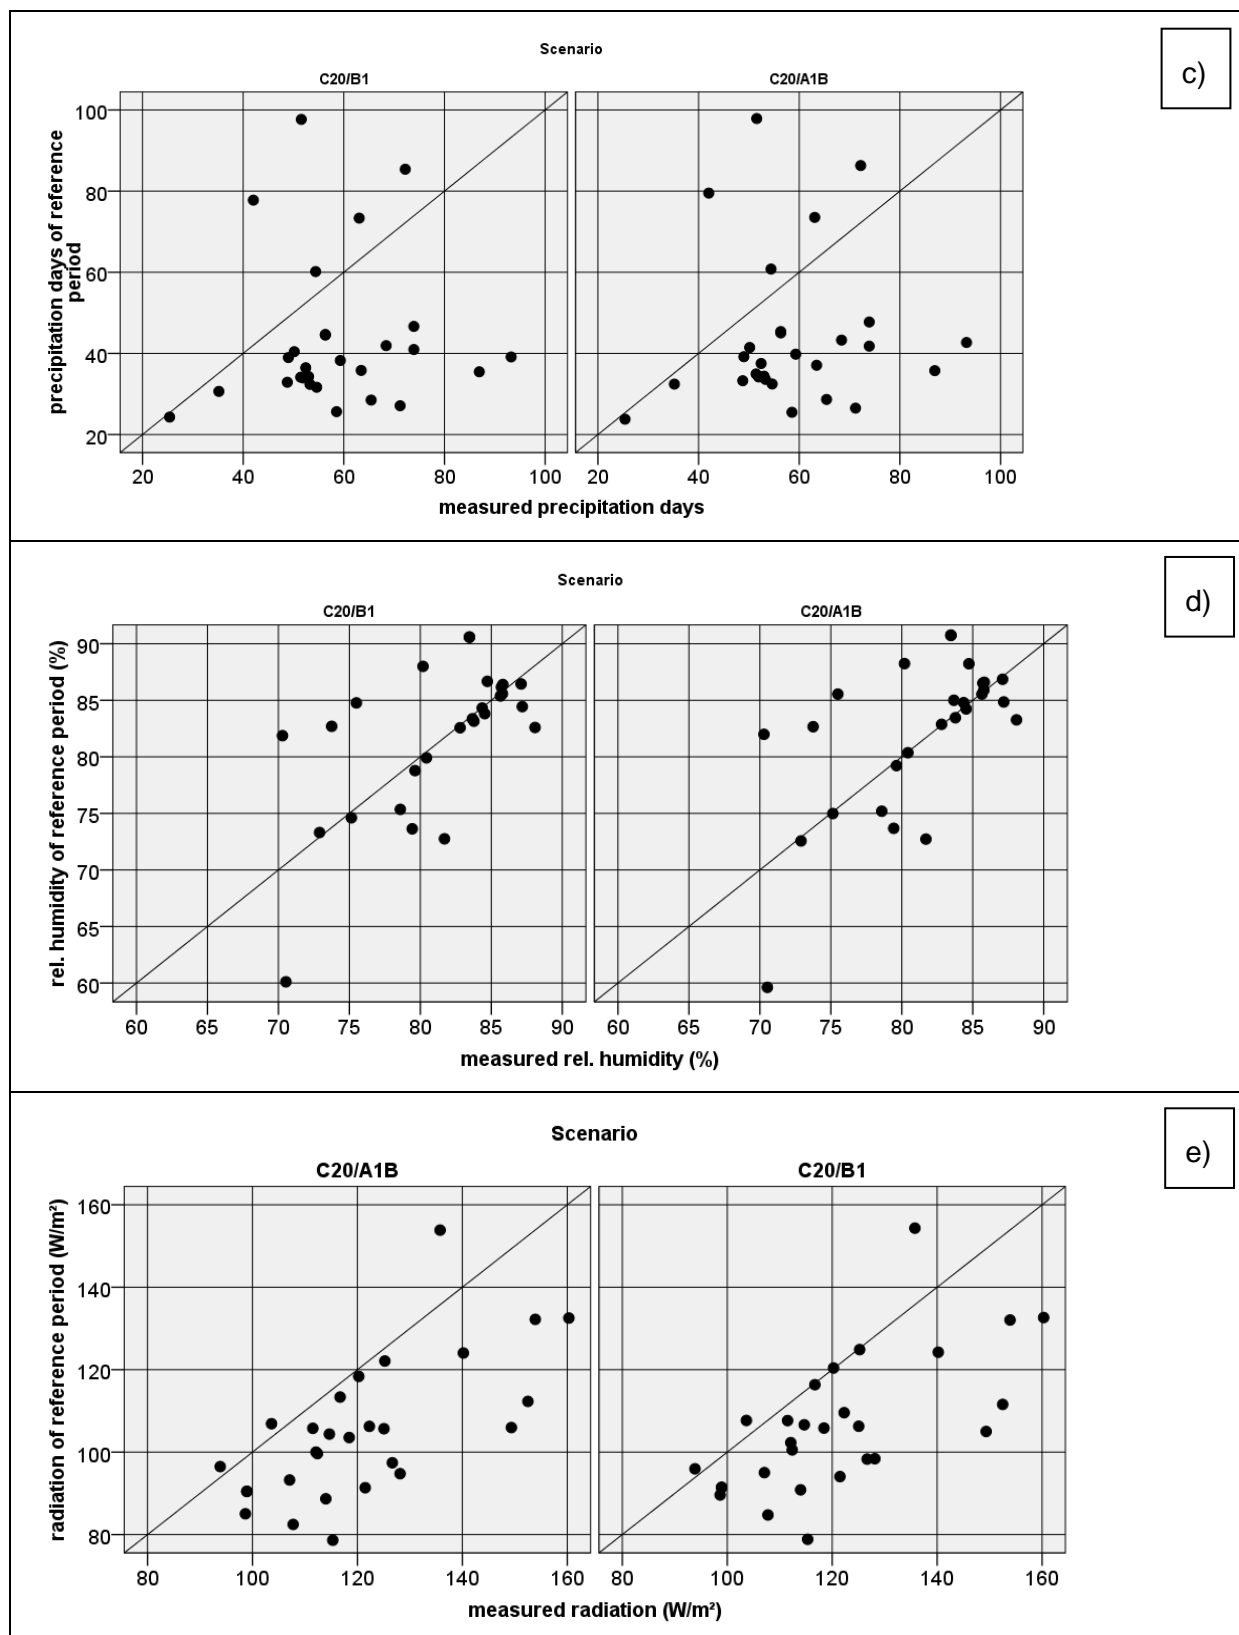 Scenario
c)
C20/B1
C20/A1B
precipitation days of reference
period
100
80
60
40
20
20 40 60 80 100
20 40 60 80 100
measured precipitation days
Scenario
d)
C20/B1
C20/A1B
rel. humidity of reference period (%)
90
85
80
75
70
65
60
60 65 70 75 80 85 90
60 65 70 75 80 85 90
measured rel. humidity (%)
Scenario
e)
C20/A1B
C20/B1
radiation of reference period (W/m²)
160
140
120
100
80
80 100 120 140 160
80 100 120 140 160
measured radiation (W/m²)